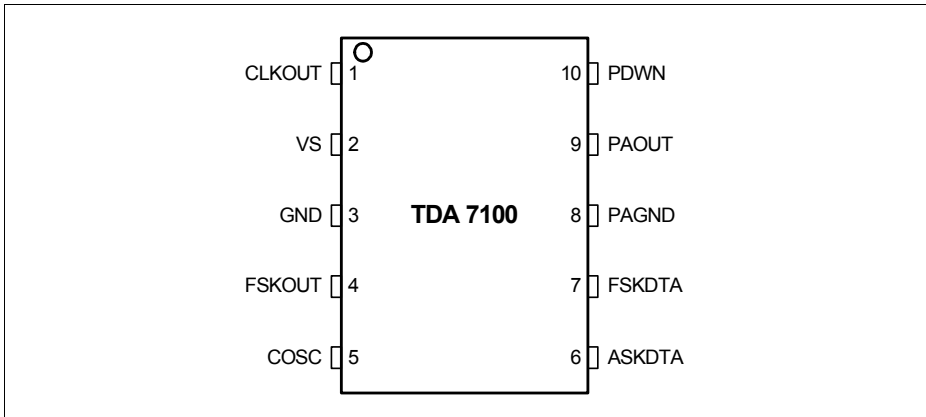 CLKOUT 1 10 PDWN
VS 2 9 PAOUT
GND 3 TDA 7100 8 PAGND
FSKOUT 4 7 FSKDTA
COSC 5 6 ASKDTA